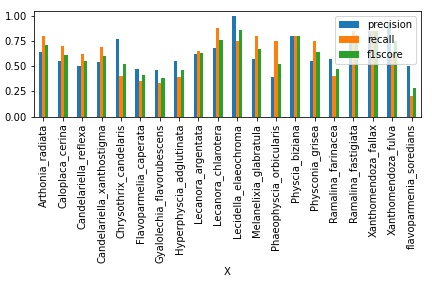 1.00
0.75
0.50
0.25
0.00
precision
recall
f1score
Arthonia_radiata
Caloplaca_cerina
Candelariella_reflexa
Candelariella_xanthostigma
Chrysothrix_candelaris
Flavoparmelia_caperata
Gyalolechia_flavorubescens
Hyperphyscia_adglutinata
Lecanora_argentata
Lecanora_chlarotera
Lecidella_elaeochroma
Melanelixia_glabratula
Phaeophyscia_orbicularis
Physcia_biziana
Physconia_grisea
Ramalina_farinacea
Ramalina_fastigiata
Xanthomendoza_fallax
Xanthomendoza_fulva
flavoparmenia_soredians
X